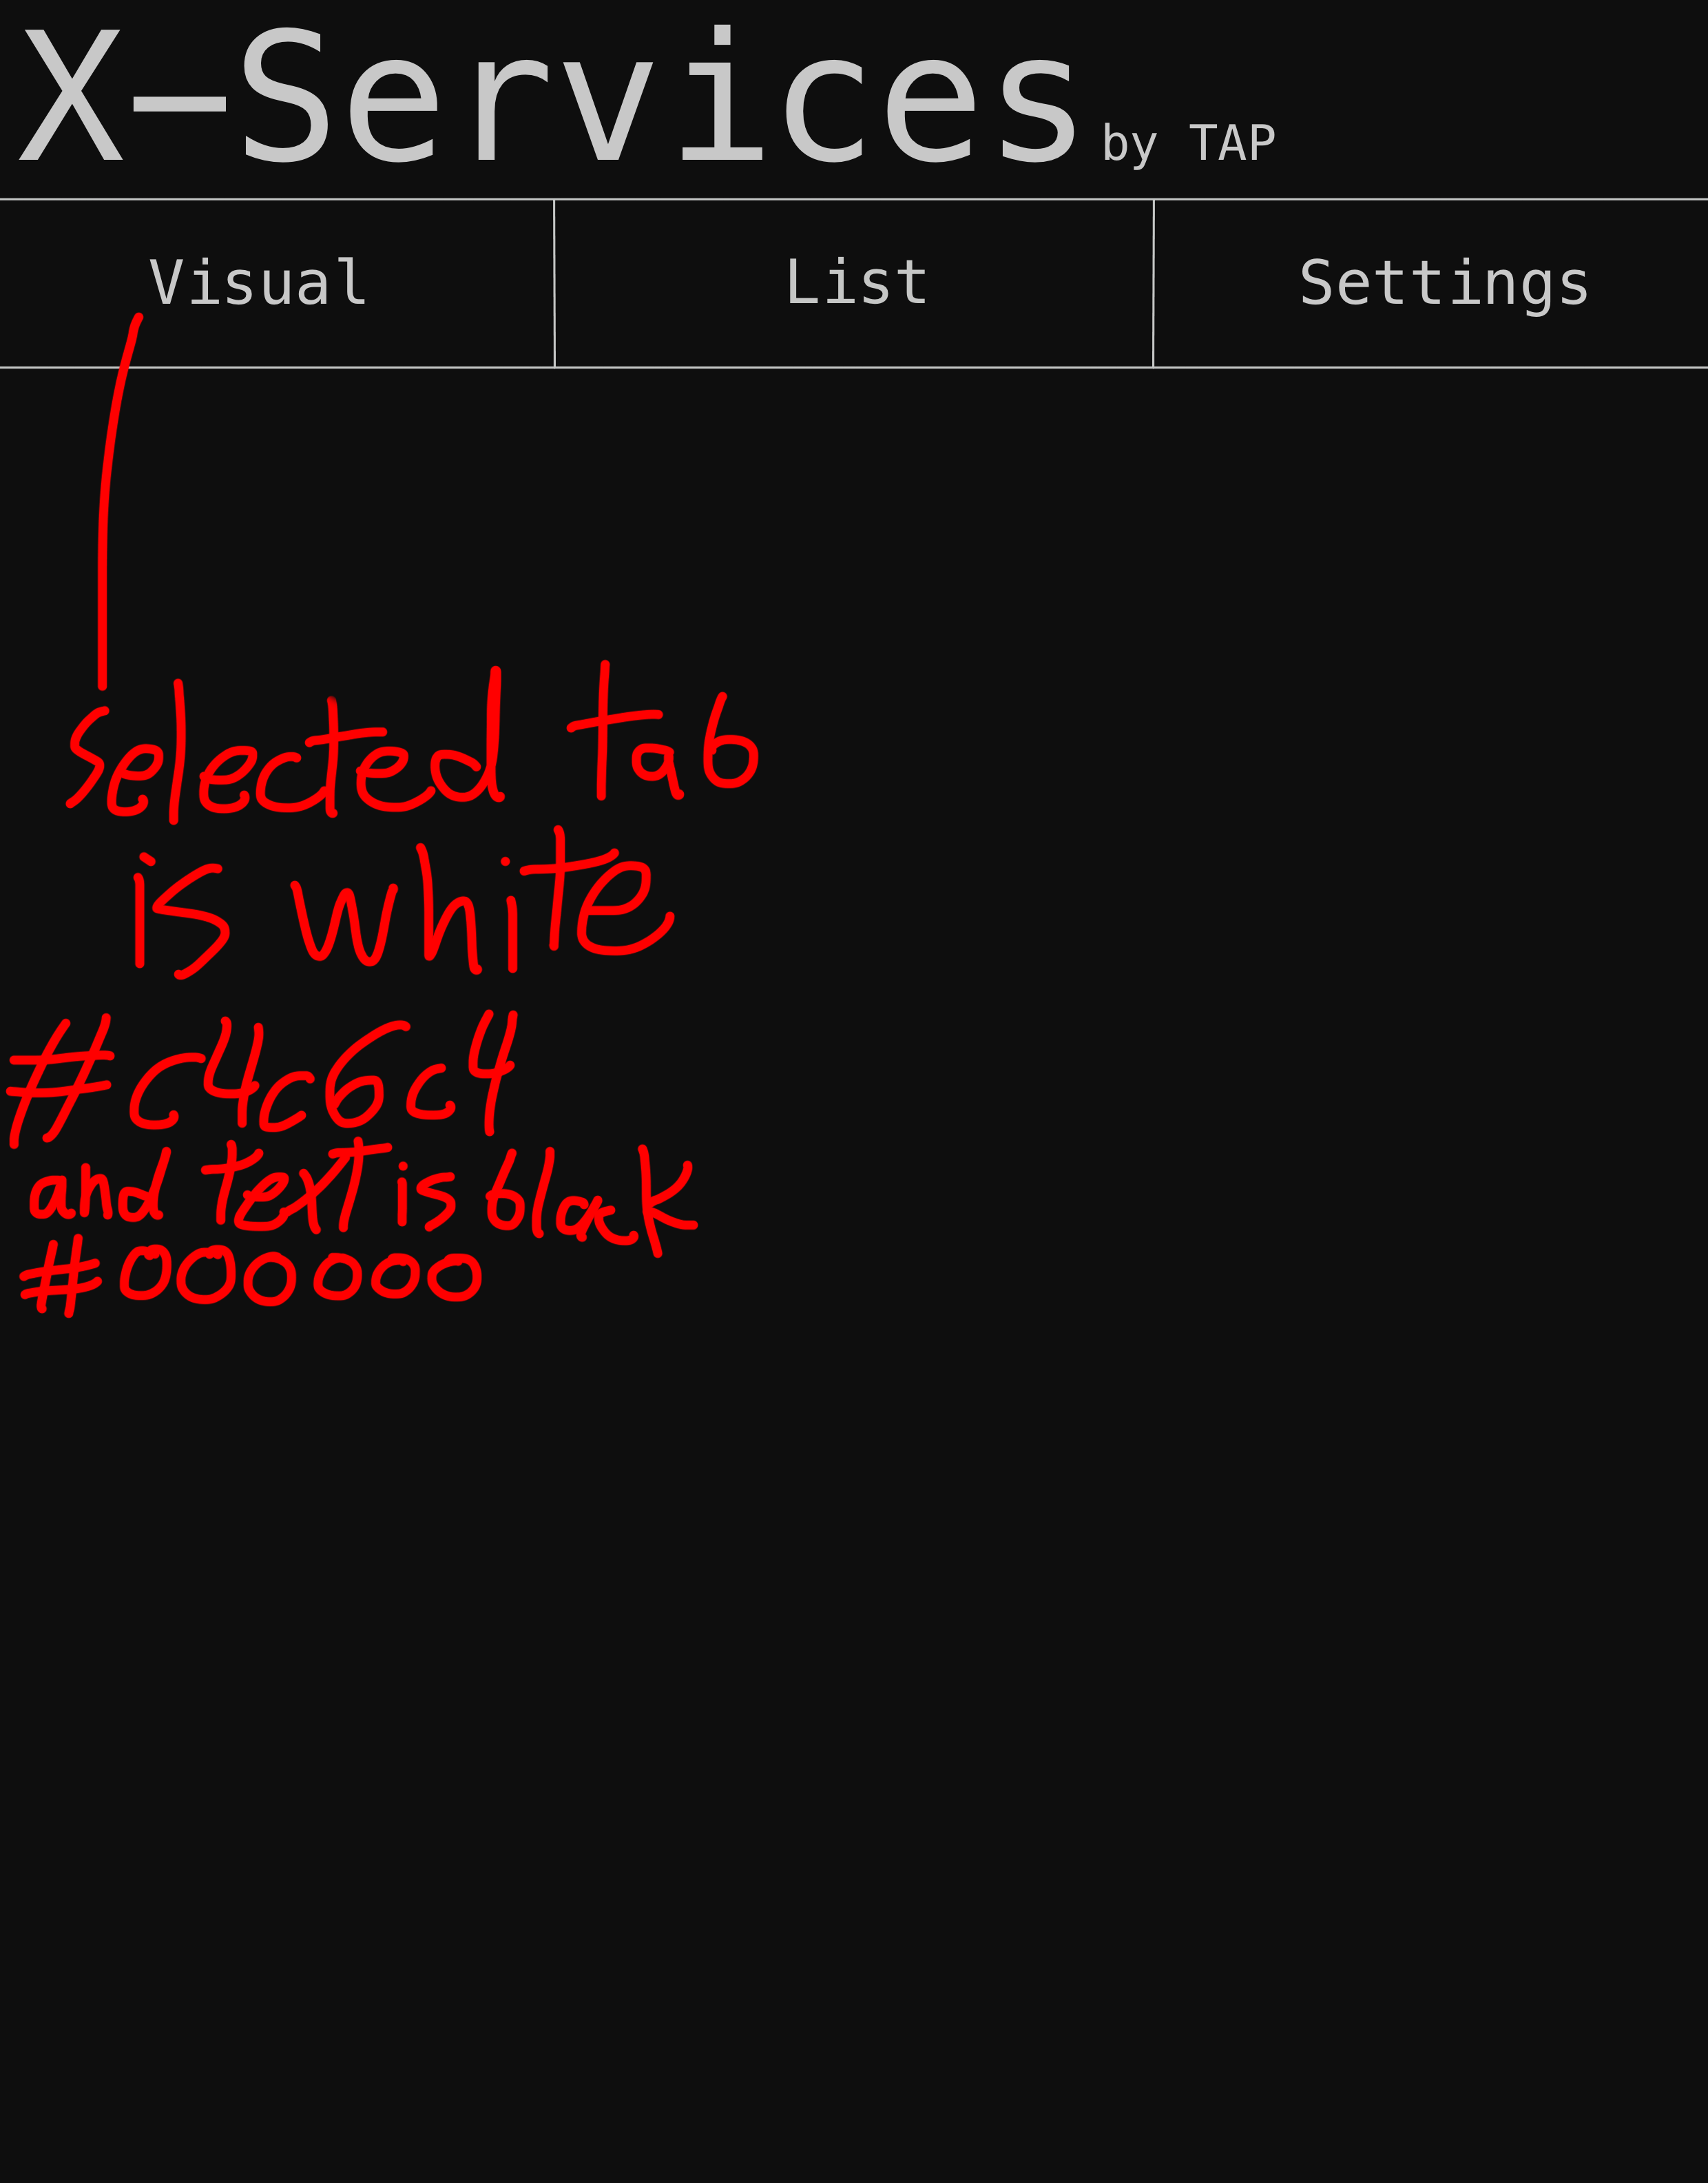 X–Services by TAP
Visual List Settings
selected tab
is white
#c4c6c4
and text is black
#000000